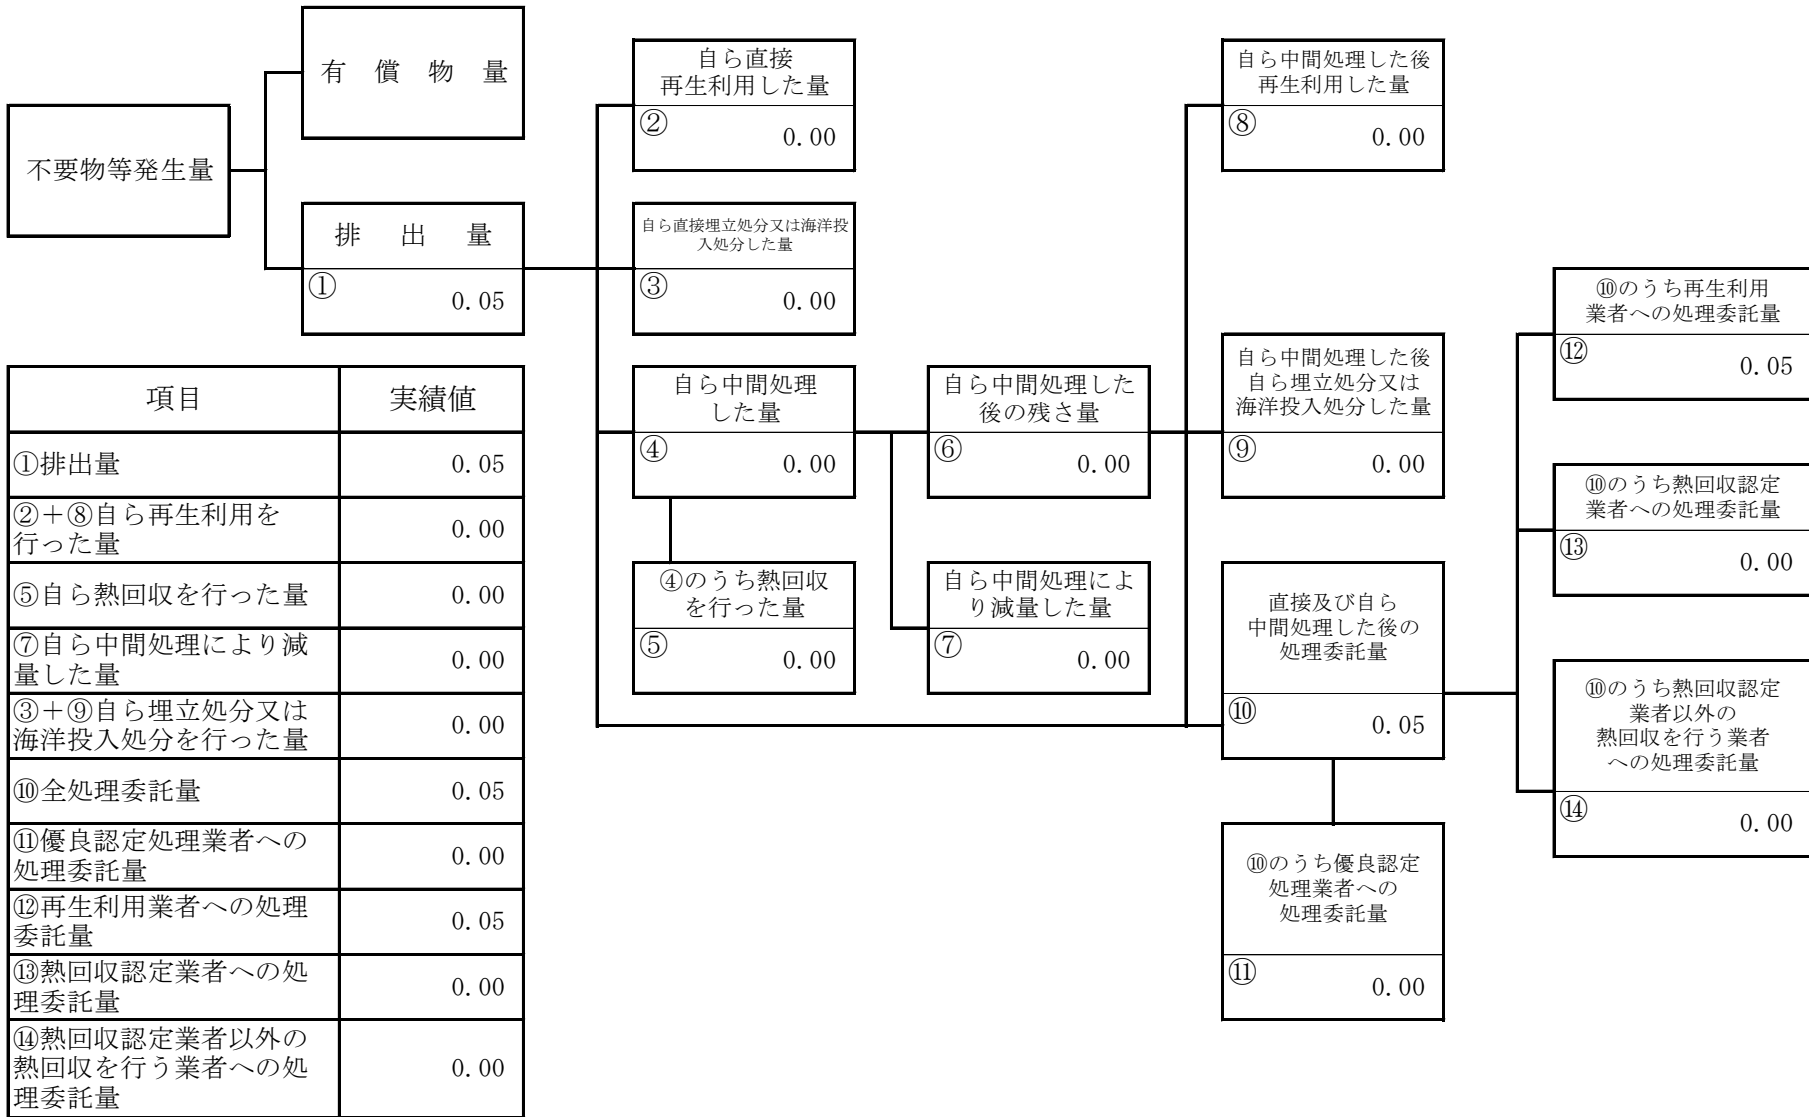 有　償　物　量
不要物等発生量
排　出　量
① 0.05
自ら直接
再生利用した量
② 0.00
自ら直接埋立処分又は海洋投
入処分した量
③ 0.00
自ら中間処理
した量
④ 0.00
④のうち熱回収
を行った量
⑤ 0.00
自ら中間処理した
後の残さ量
⑥ 0.00
自ら中間処理によ
り減量した量
⑦ 0.00
自ら中間処理した後
再生利用した量
⑧ 0.00
自ら中間処理した後
自ら埋立処分又は
海洋投入処分した量
⑨ 0.00
直接及び自ら
中間処理した後の
処理委託量
⑩ 0.05
⑩のうち優良認定
処理業者への
処理委託量
⑪ 0.00
⑩のうち再生利用
業者への処理委託量
⑫ 0.05
⑩のうち熱回収認定
業者への処理委託量
⑬ 0.00
⑩のうち熱回収認定
業者以外の
熱回収を行う業者
への処理委託量
⑭ 0.00
項目 実績値
①排出量 0.05
②＋⑧自ら再生利用を
行った量 0.00
⑤自ら熱回収を行った量 0.00
⑦自ら中間処理により減
量した量 0.00
③＋⑨自ら埋立処分又は
海洋投入処分を行った量 0.00
⑩全処理委託量 0.05
⑪優良認定処理業者への
処理委託量 0.00
⑫再生利用業者への処理
委託量 0.05
⑬熱回収認定業者への処
理委託量 0.00
⑭熱回収認定業者以外の
熱回収を行う業者への処 0.00
理委託量